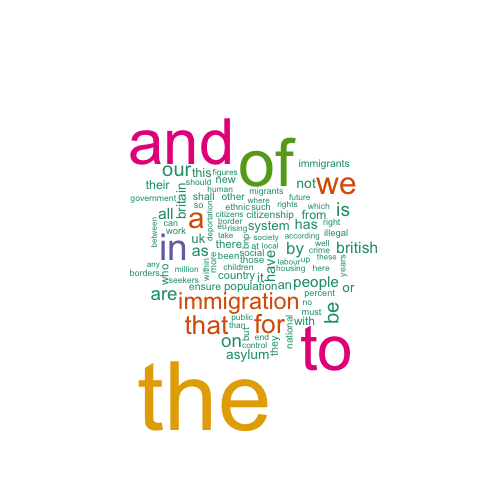 and
of
immigrants
our this figures
their should new
not we
human migrants future
government shall other where rights which
britain
ethnic such
all so a citizens citizenship from is
can deportation border
work rising system has right
between
uk eu society according illegal
in as there bnp at local by well british
who within more been social have up these
any those labour
borders million children housing here years
seekers country it
are ensure population an people or
immigration percent
no be
that public for must
than national with
on but end they
control
asylum
to
the